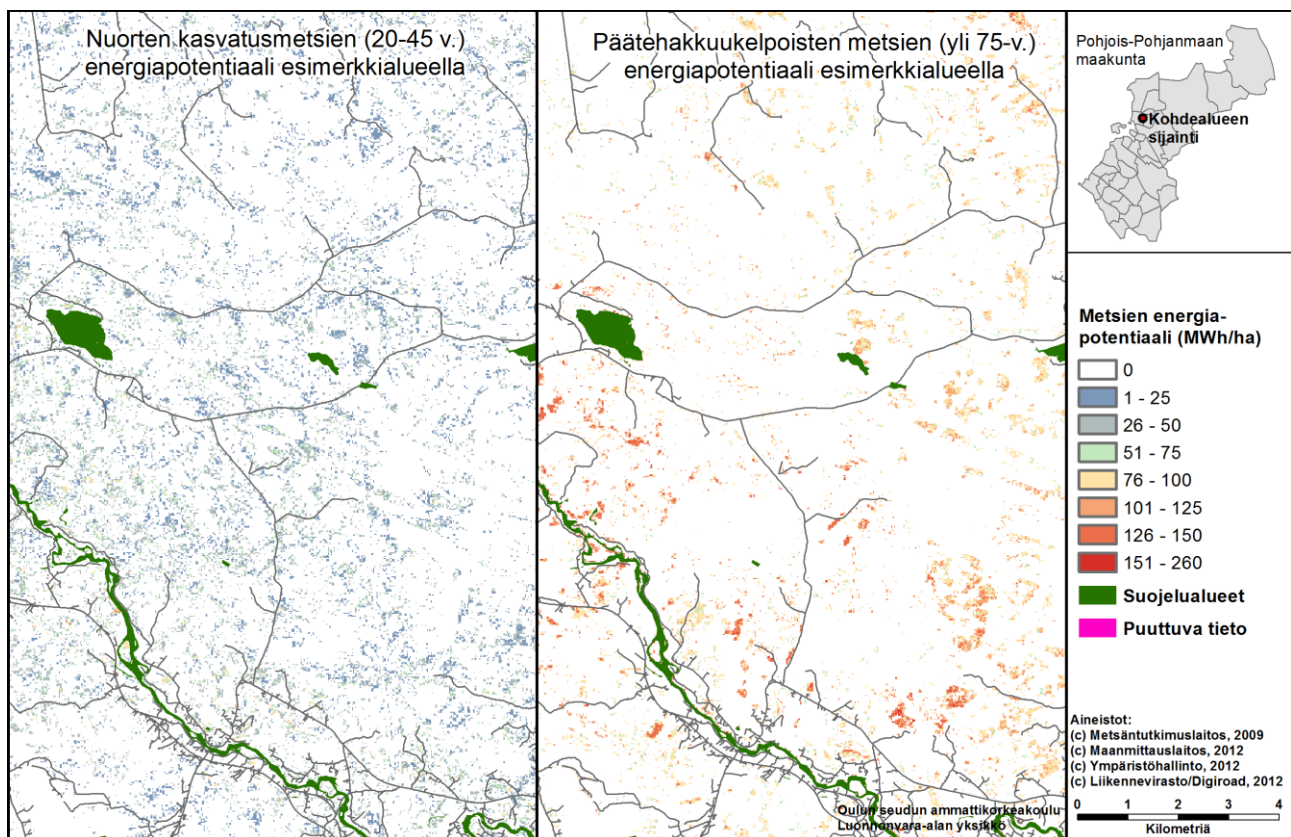 Nuorten kasvatusmetsien (20-45 v.)
energiapotentiaali esimerkkialueella
Päätehakkuukelpoisten metsien (yli 75-v.)
energiapotentiaali esimerkkialueella
Pohjois-Pohjanmaan
maakunta
Kohdealueen
sijainti
Metsien energia-
potentiaali (MWh/ha)
0
1 - 25
26 - 50
51 - 75
76 - 100
101 - 125
126 - 150
151 - 260
Suojelualueet
Puuttuva tieto
Aineistot:
(c) Metsäntutkimuslaitos, 2009
(c) Maanmittauslaitos, 2012
(c) Ympäristöhallinto, 2012
(c) Liikennevirasto/Digiroad, 2012
0 1 2 3 4
Kilometriä
Oulun seudun ammattikorkeakoulu
Luonnonvara-alan yksikkö